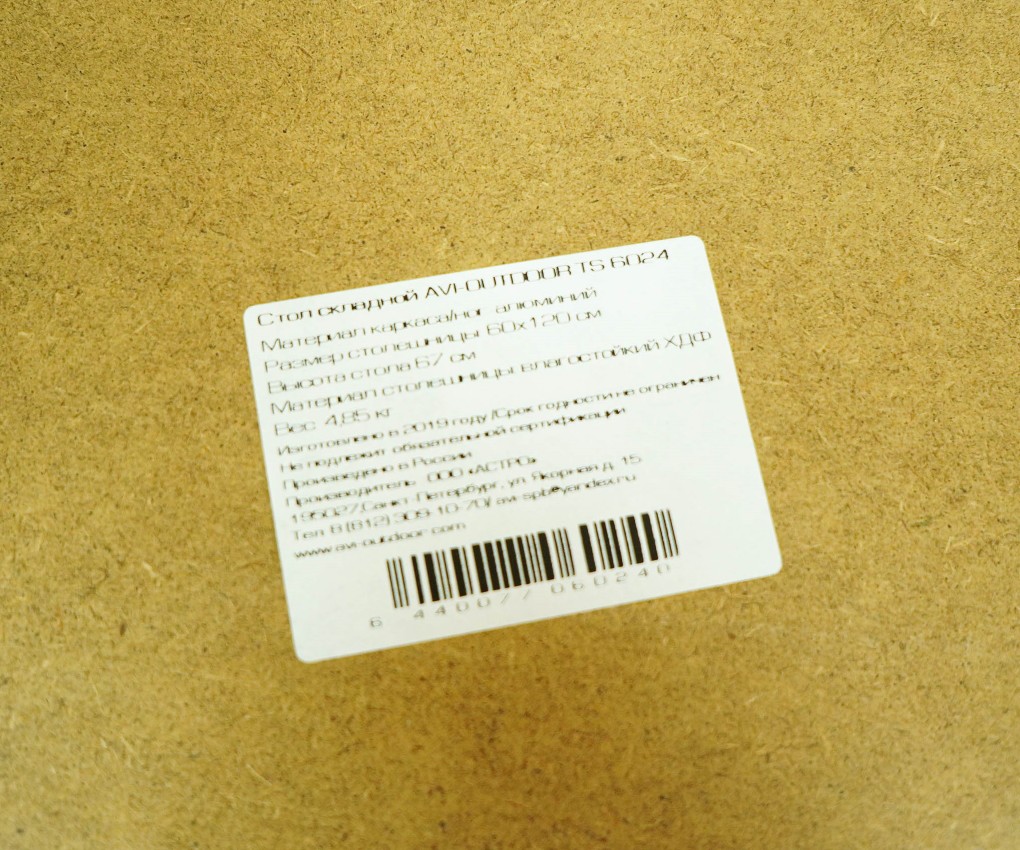 Стол складной AVI-OUTDOOR TS 6024
Материал каркаса/ног алюминий
Размер столешницы 60х120 см
Высота стола 67 см
Материал столешницы влагостойкий ХДФ
Вес 4,85 кг
Изготовлено в 2019 году /Срок годности не ограничен
Не подлежит обязательной сертификации
Произведено в России
Производитель ООО «АСТРО»
195027,Санкт-Петербург, ул. Якорная д. 15
Тел 8 (812) 309-10-70/ avi-spb@yandex.ru
www.avi-outdoor.com
6 440077 060240